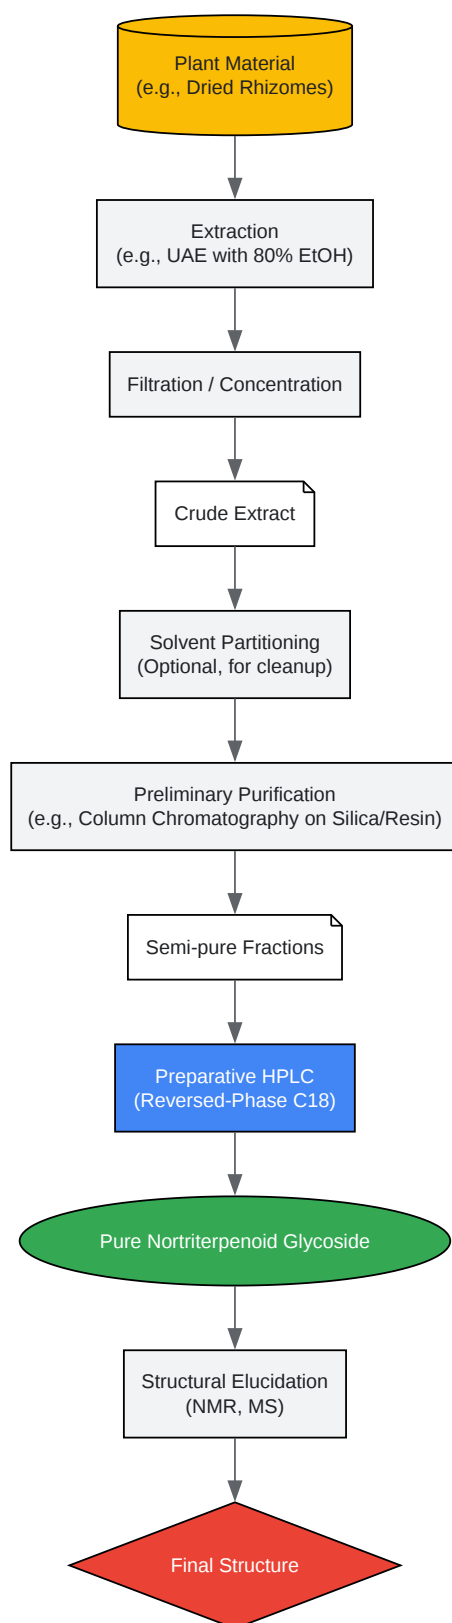 Plant Material
(e.g., Dried Rhizomes)
Extraction
(e.g., UAE with 80% EtOH)
Filtration / Concentration
Crude Extract
Solvent Partitioning
(Optional, for cleanup)
Preliminary Purification
(e.g., Column Chromatography on Silica/Resin)
Semi-pure Fractions
Preparative HPLC
(Reversed-Phase C18)
Pure Nortriterpenoid Glycoside
Structural Elucidation
(NMR, MS)
Final Structure